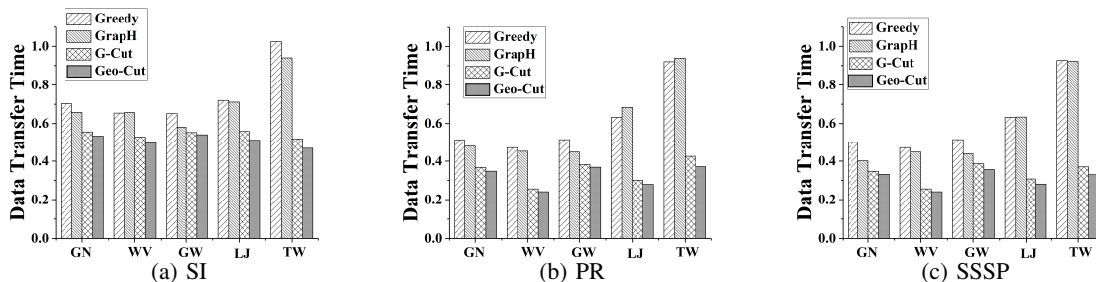 Data Transfer Time
1.0
0.8
0.6
0.4
0.2
0.0
Greedy
GrapH
G-Cut
Geo-Cut
GN WV GW LJ TW
(a) SI
Data Transfer Time
1.0
0.8
0.6
0.4
0.2
0.0
Greedy
GrapH
G-Cut
Geo-Cut
GN WV GW LJ TW
(b) PR
Data Transfer Time
1.0
0.8
0.6
0.4
0.2
0.0
Greedy
GrapH
G-Cut
Geo-Cut
GN WV GW LJ TW
(c) SSSP